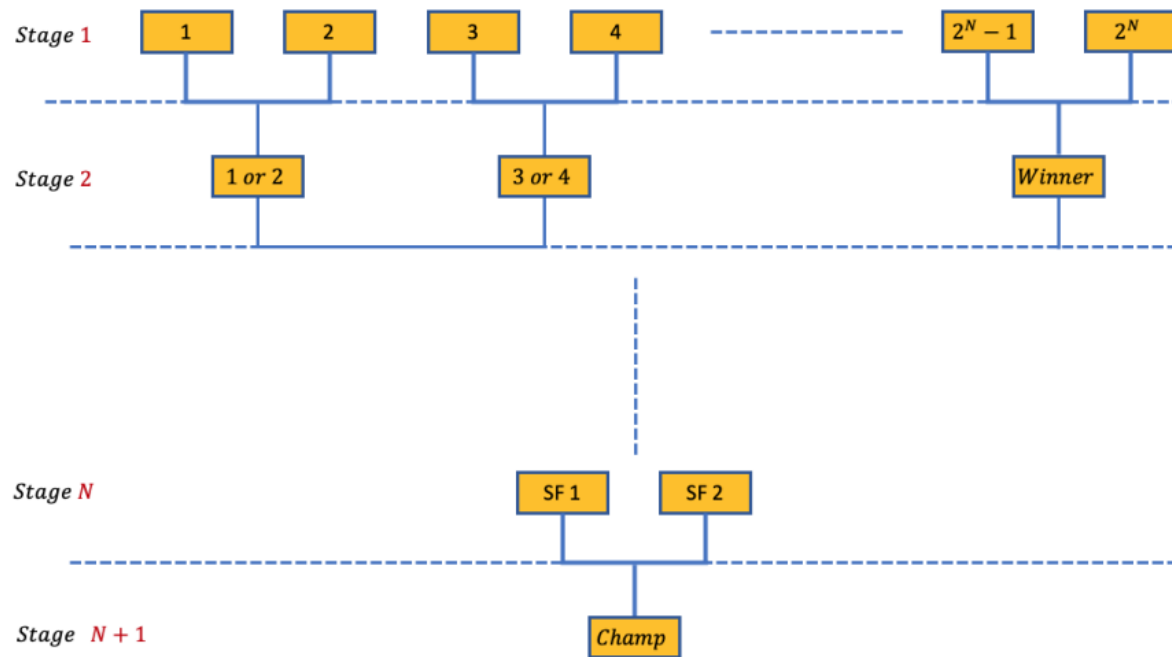 Stage 1 1 2 3 4 2^N − 1 2^N
Stage 2 1 or 2 3 or 4 Winner
Stage N SF 1 SF 2
Stage N + 1 Champ